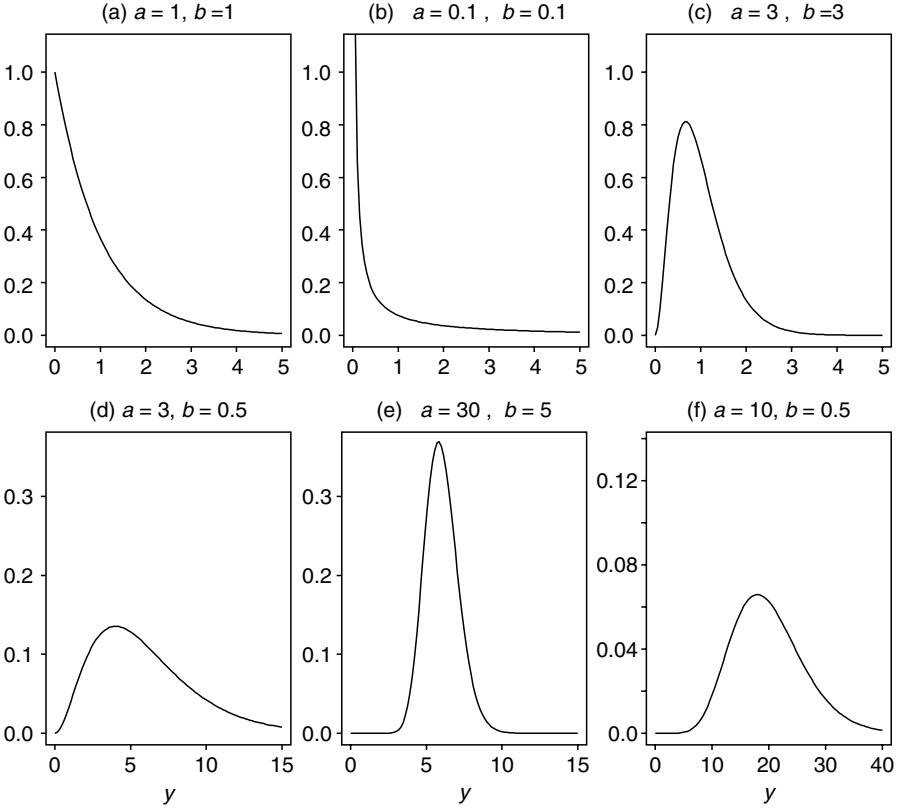 (a) a = 1, b =1
(b) a = 0.1 , b = 0.1
(c) a = 3 , b =3
1.0
0.8
0.6
0.4
0.2
0.0
0 1 2 3 4 5
1.0
0.8
0.6
0.4
0.2
0.0
0 1 2 3 4 5
1.0
0.8
0.6
0.4
0.2
0.0
0 1 2 3 4 5
(d) a = 3, b = 0.5
(e) a = 30 , b = 5
(f) a = 10, b = 0.5
0.3
0.2
0.1
0.0
0 5 10 15
y
0.3
0.2
0.1
0.0
0 5 10 15
y
0.12
0.08
0.04
0.0
0 10 20 30 40
y